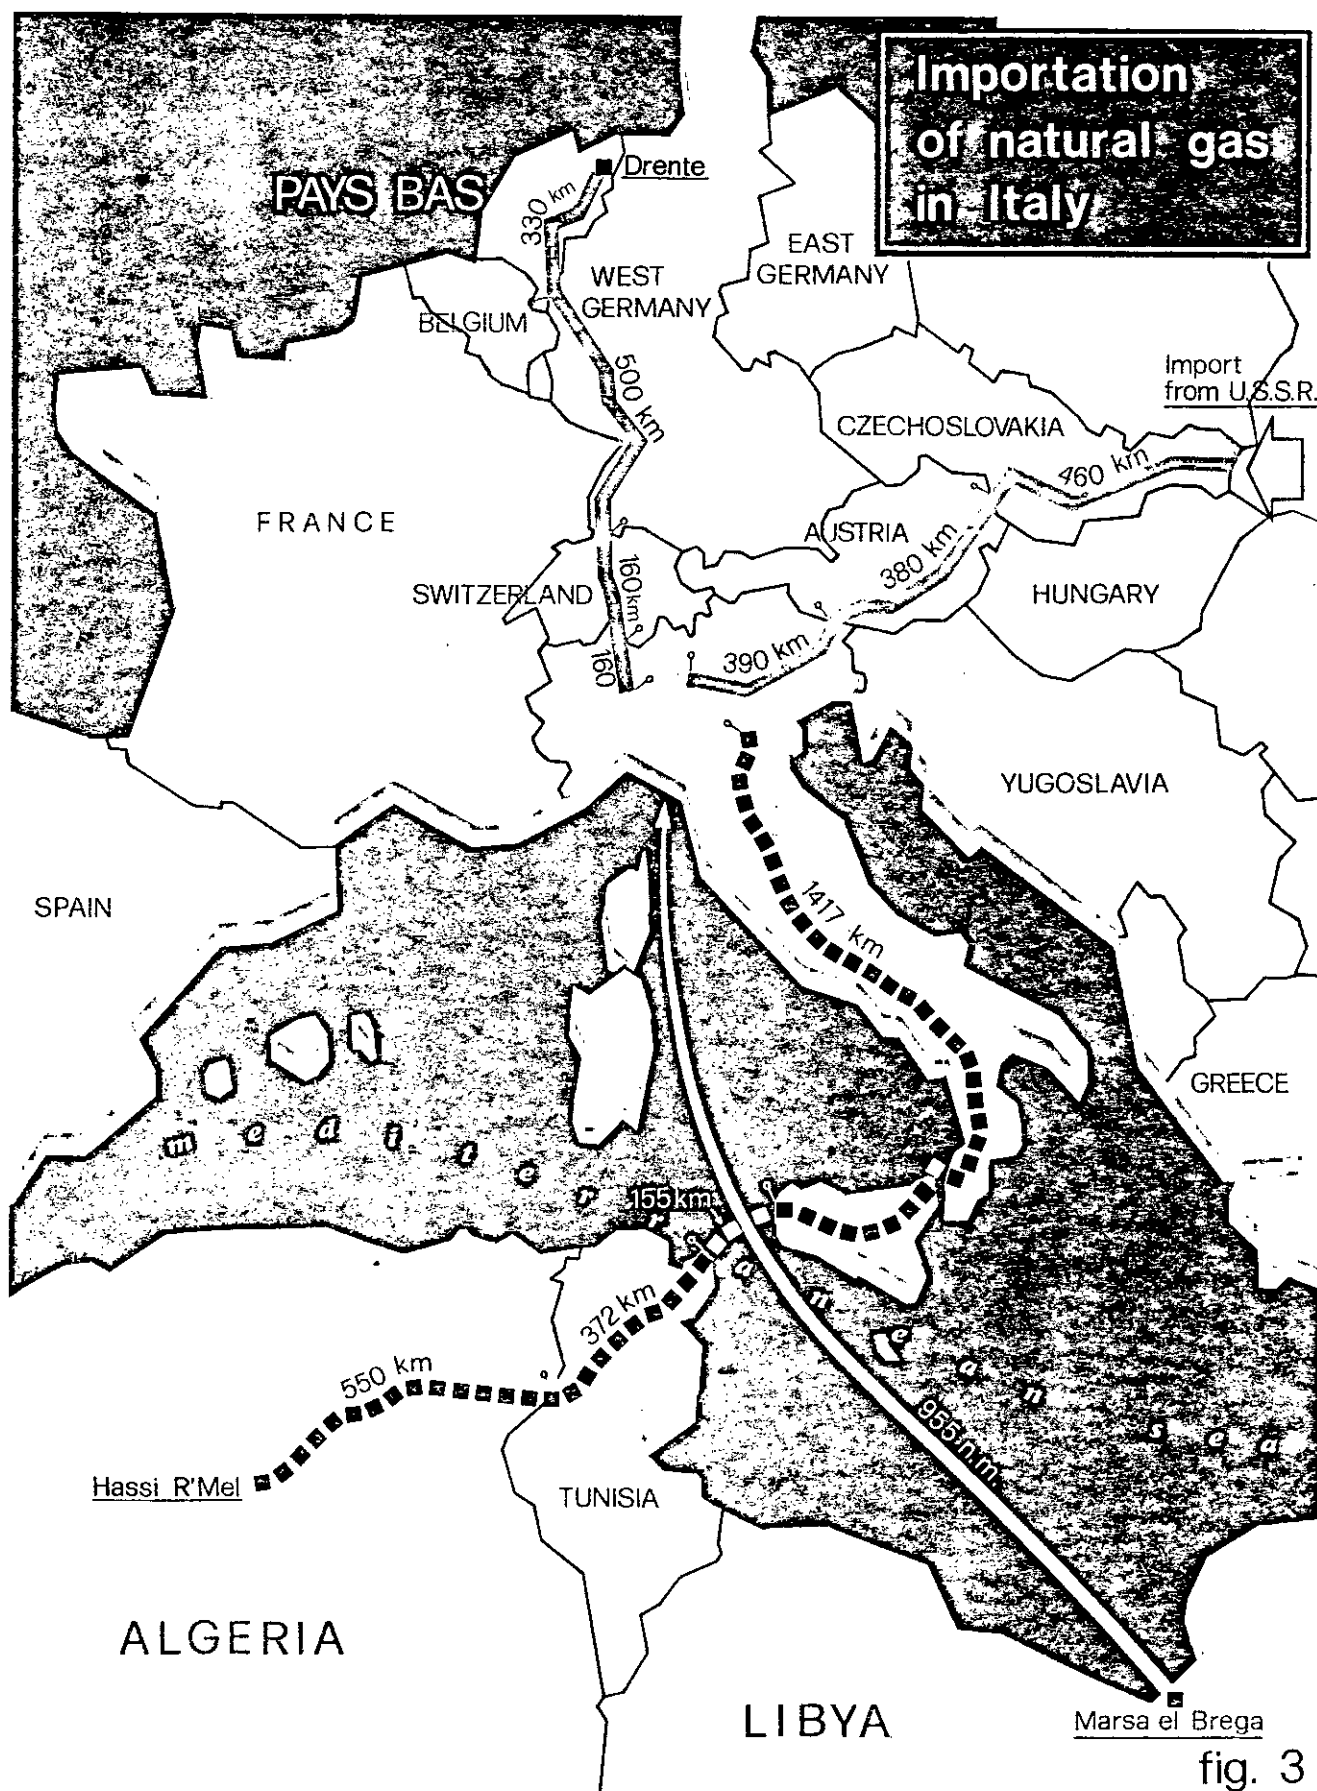 Importation
of natural gas
in Italy
Drente
PAYS BAS
330 km
EAST
GERMANY
WEST
GERMANY
BELGIUM
500 km
Import
from U.S.S.R.
CZECHOSLOVAKIA
460 km
FRANCE
AUSTRIA
380 km
SWITZERLAND
160 km
HUNGARY
390 km
160
YUGOSLAVIA
SPAIN
1417 km
GREECE
mediterranean sea
155 km
372 km
550 km
955 n.m.
Hassi R'Mel
TUNISIA
ALGERIA
LIBYA
Marsa el Brega
fig. 3